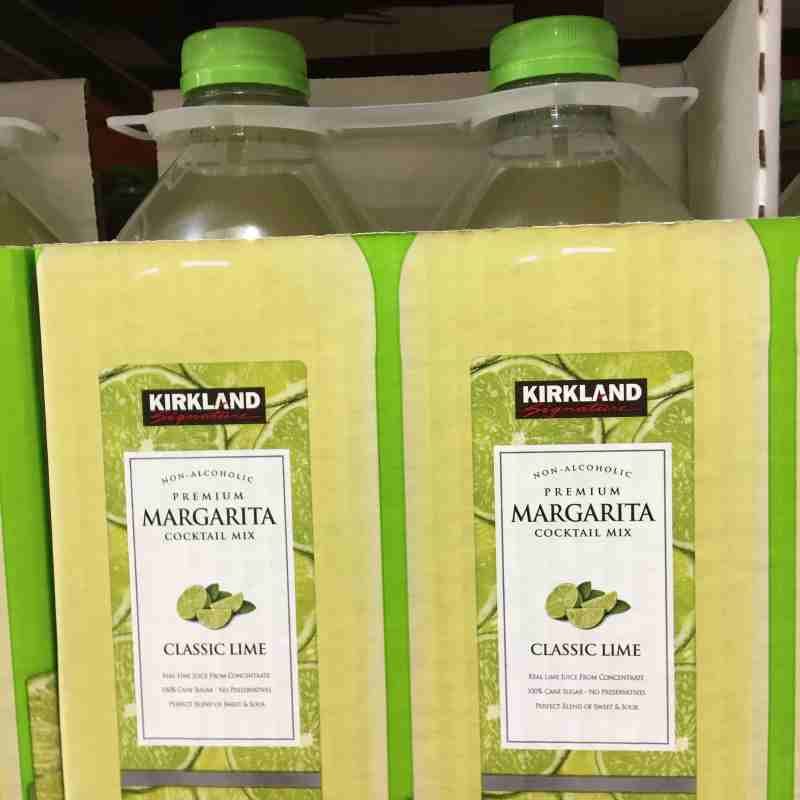 KIRKLAND
Signature
NON-ALCOHOLIC
PREMIUM
MARGARITA
COCKTAIL MIX
CLASSIC LIME
REAL LIME JUICE FROM CONCENTRATE
100% CANE SUGAR · NO PRESERVATIVES
PERFECT BLEND OF SWEET & SOUR
KIRKLAND
Signature
NON-ALCOHOLIC
PREMIUM
MARGARITA
COCKTAIL MIX
CLASSIC LIME
REAL LIME JUICE FROM CONCENTRATE
100% CANE SUGAR · NO PRESERVATIVES
PERFECT BLEND OF SWEET & SOUR